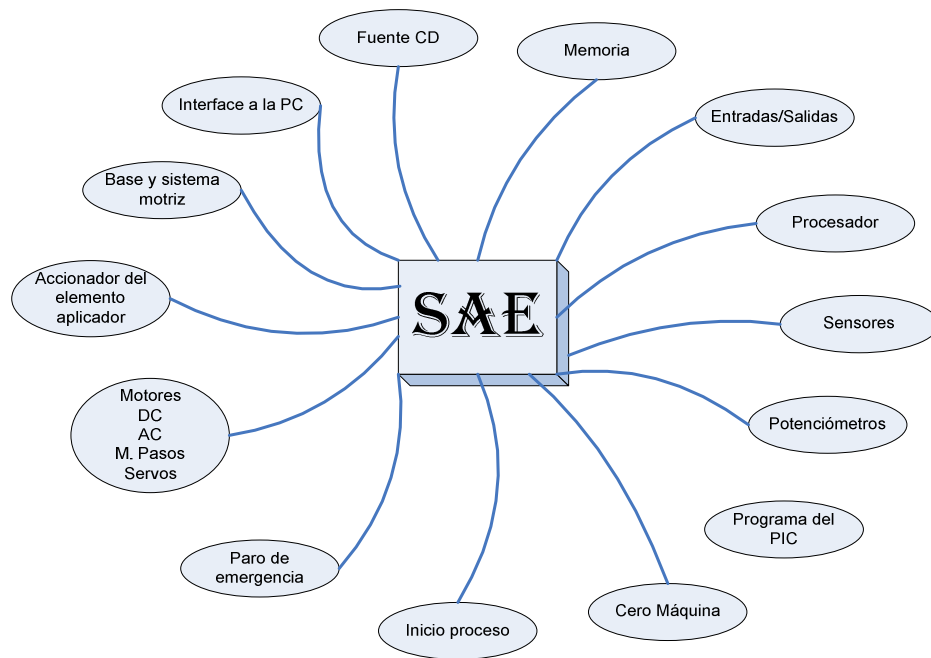 Fuente CD
Memoria
Interface a la PC
Entradas/Salidas
Base y sistema
motriz
Procesador
Accionador del
elemento
aplicador
SAE
Sensores
Motores
DC
AC
M. Pasos
Servos
Potenciómetros
Programa del
PIC
Paro de
emergencia
Inicio proceso
Cero Máquina